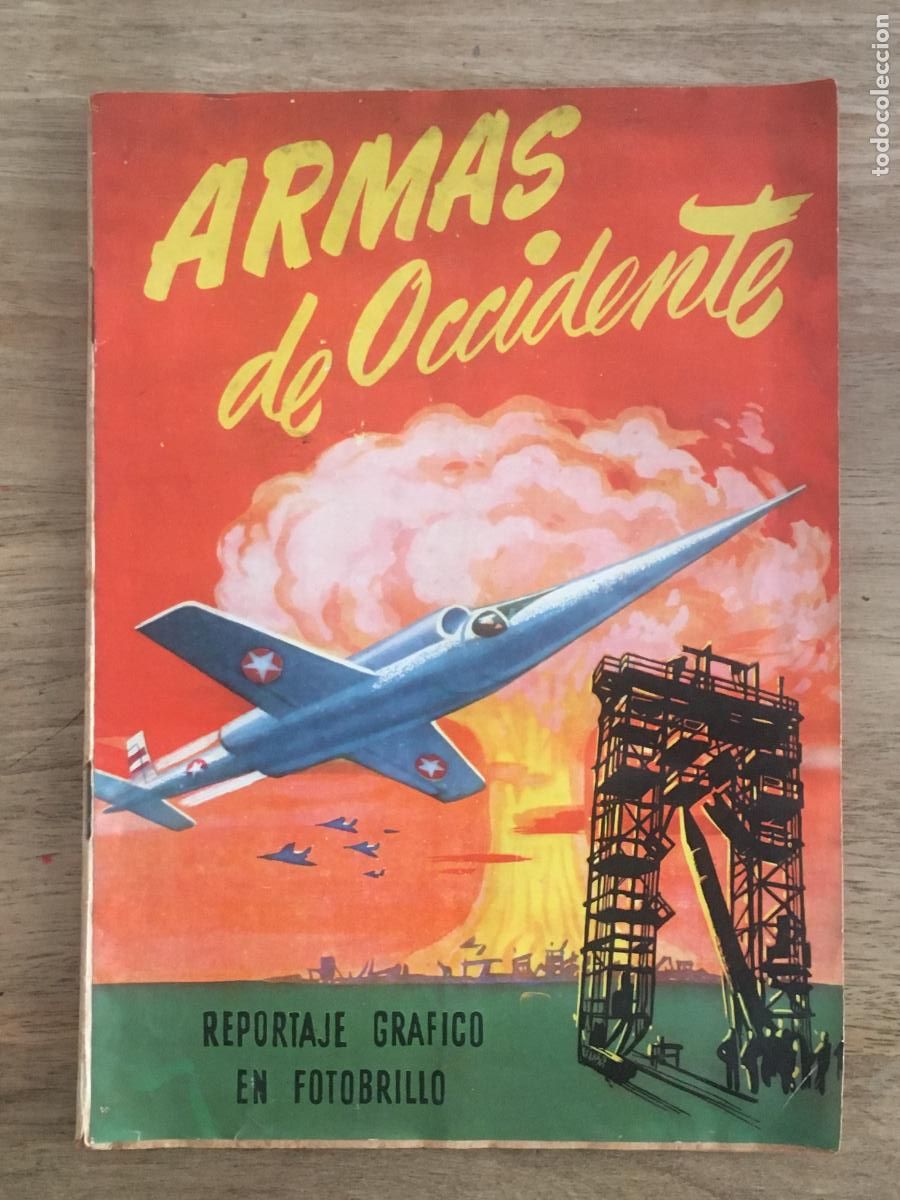 ARMAS
de Occidente
REPORTAJE GRAFICO
EN FOTOBRILLO
todocoleccion